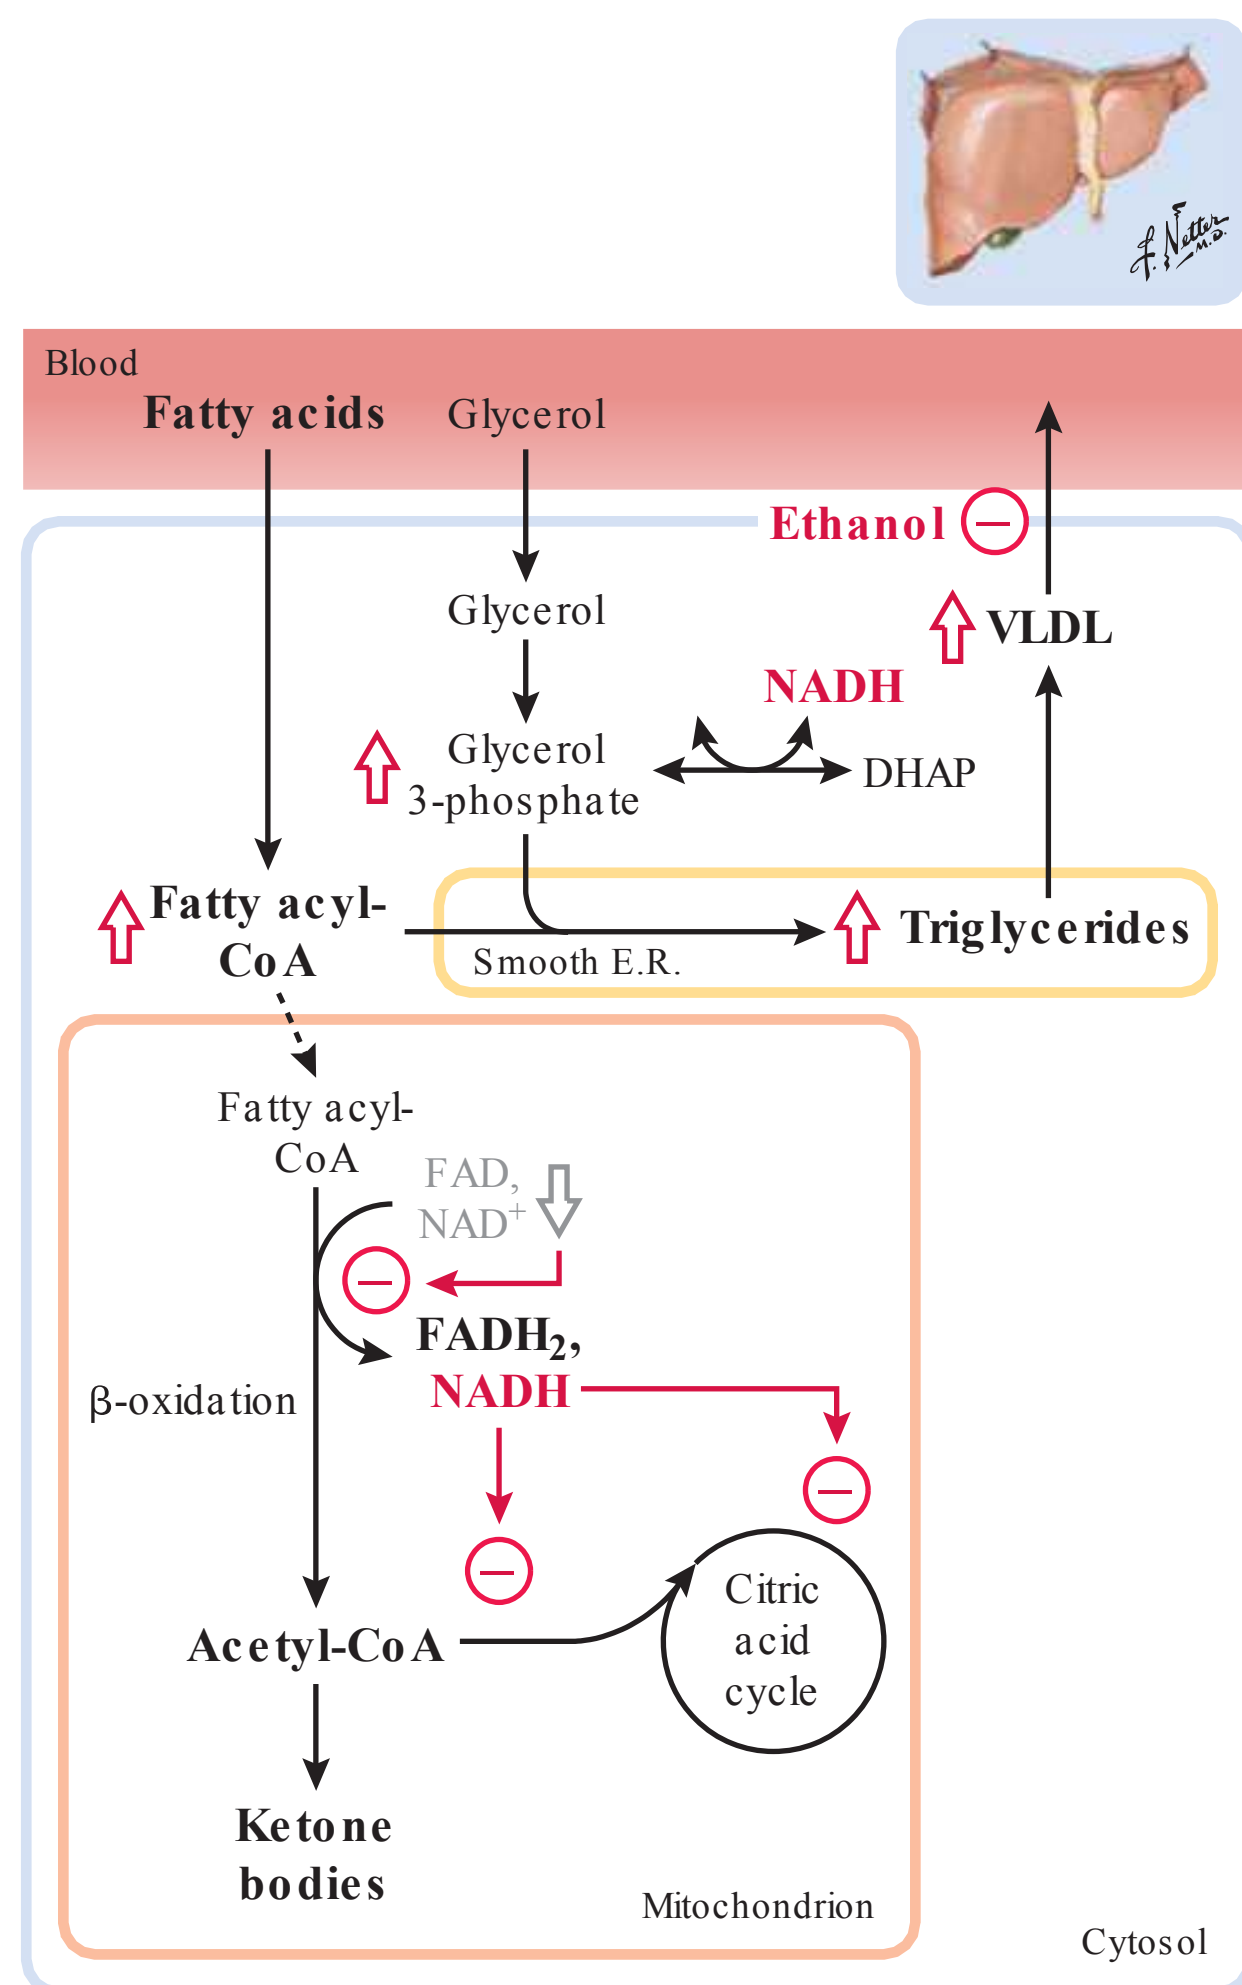 F. Netter
M.D.
Blood
Fatty acids
Glycerol
Ethanol
−
Glycerol
VLDL
NADH
Glycerol
3-phosphate
DHAP
Fatty acyl-
CoA
Triglycerides
Smooth E.R.
Fatty acyl-
CoA
FAD,
NAD⁺
−
FADH₂,
NADH
β-oxidation
−
−
Citric
acid
cycle
Acetyl-CoA
Ketone
bodies
Mitochondrion
Cytosol